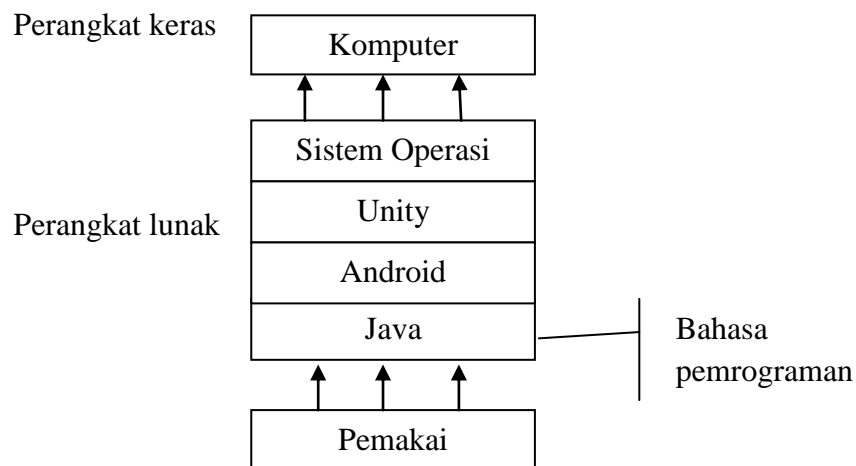 Perangkat keras
Komputer
Sistem Operasi
Unity
Perangkat lunak
Android
Java
Bahasa
pemrograman
Pemakai